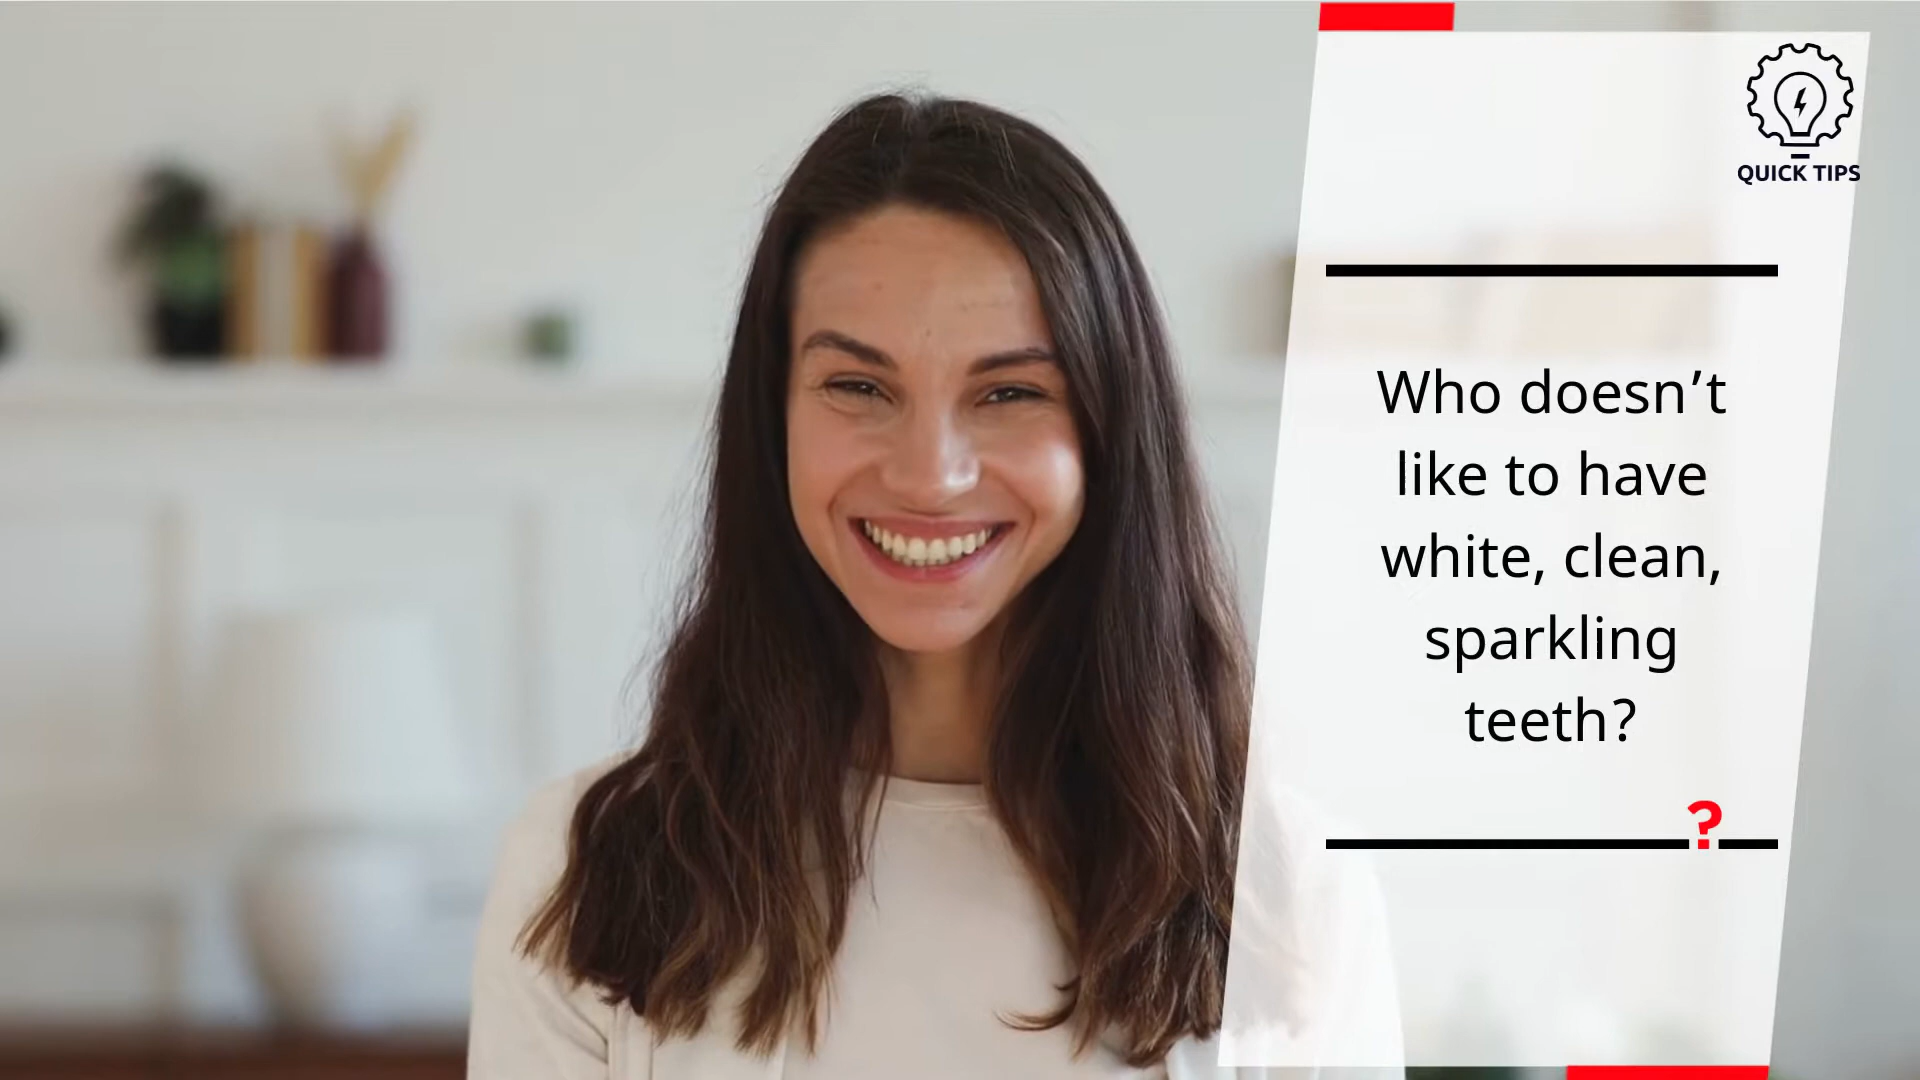 QUICK TIPS
Who doesn’t
like to have
white, clean,
sparkling
teeth?
?